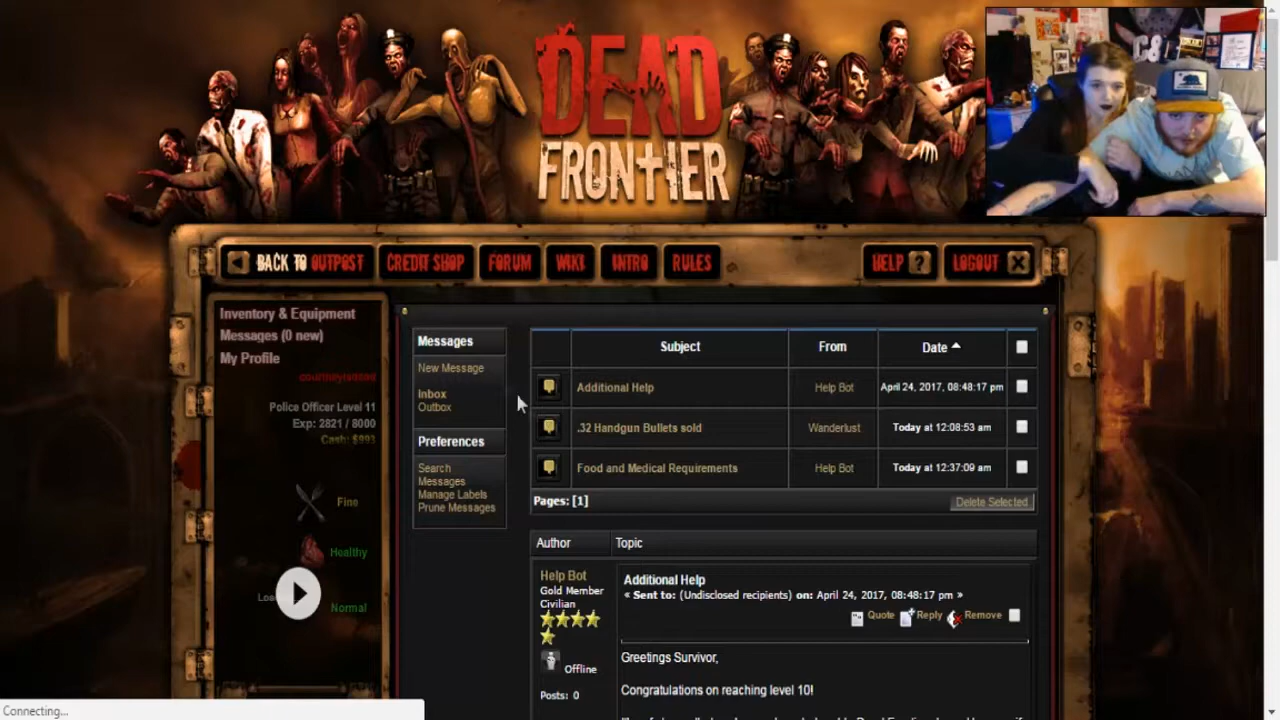 DEAD
FRONTIER
BACK TO OUTPOST
CREDIT SHOP
FORUM
WIKI
INTRO
RULES
HELP ?
LOGOUT X
Inventory & Equipment
Messages (0 new)
My Profile
Police Officer Level 11
Exp: 2821 / 8000
Cash: $991
Fine
Healthy
Normal
Messages
New Message
Inbox
Outbox
Preferences
Search
Messages
Manage Labels
Prune Messages
Subject From Date
Additional Help Help Bot April 24, 2017, 08:48:17 pm
.32 Handgun Bullets sold Wanderlust Today at 12:08:53 am
Food and Medical Requirements Help Bot Today at 12:37:09 am
Pages: [1] Delete Selected
Author Topic
Help Bot
Gold Member
Civilian
Offline
Posts: 0
Additional Help
« Sent to: (Undisclosed recipients) on: April 24, 2017, 08:48:17 pm »
Quote Reply Remove
Greetings Survivor,
Congratulations on reaching level 10!
Connecting...